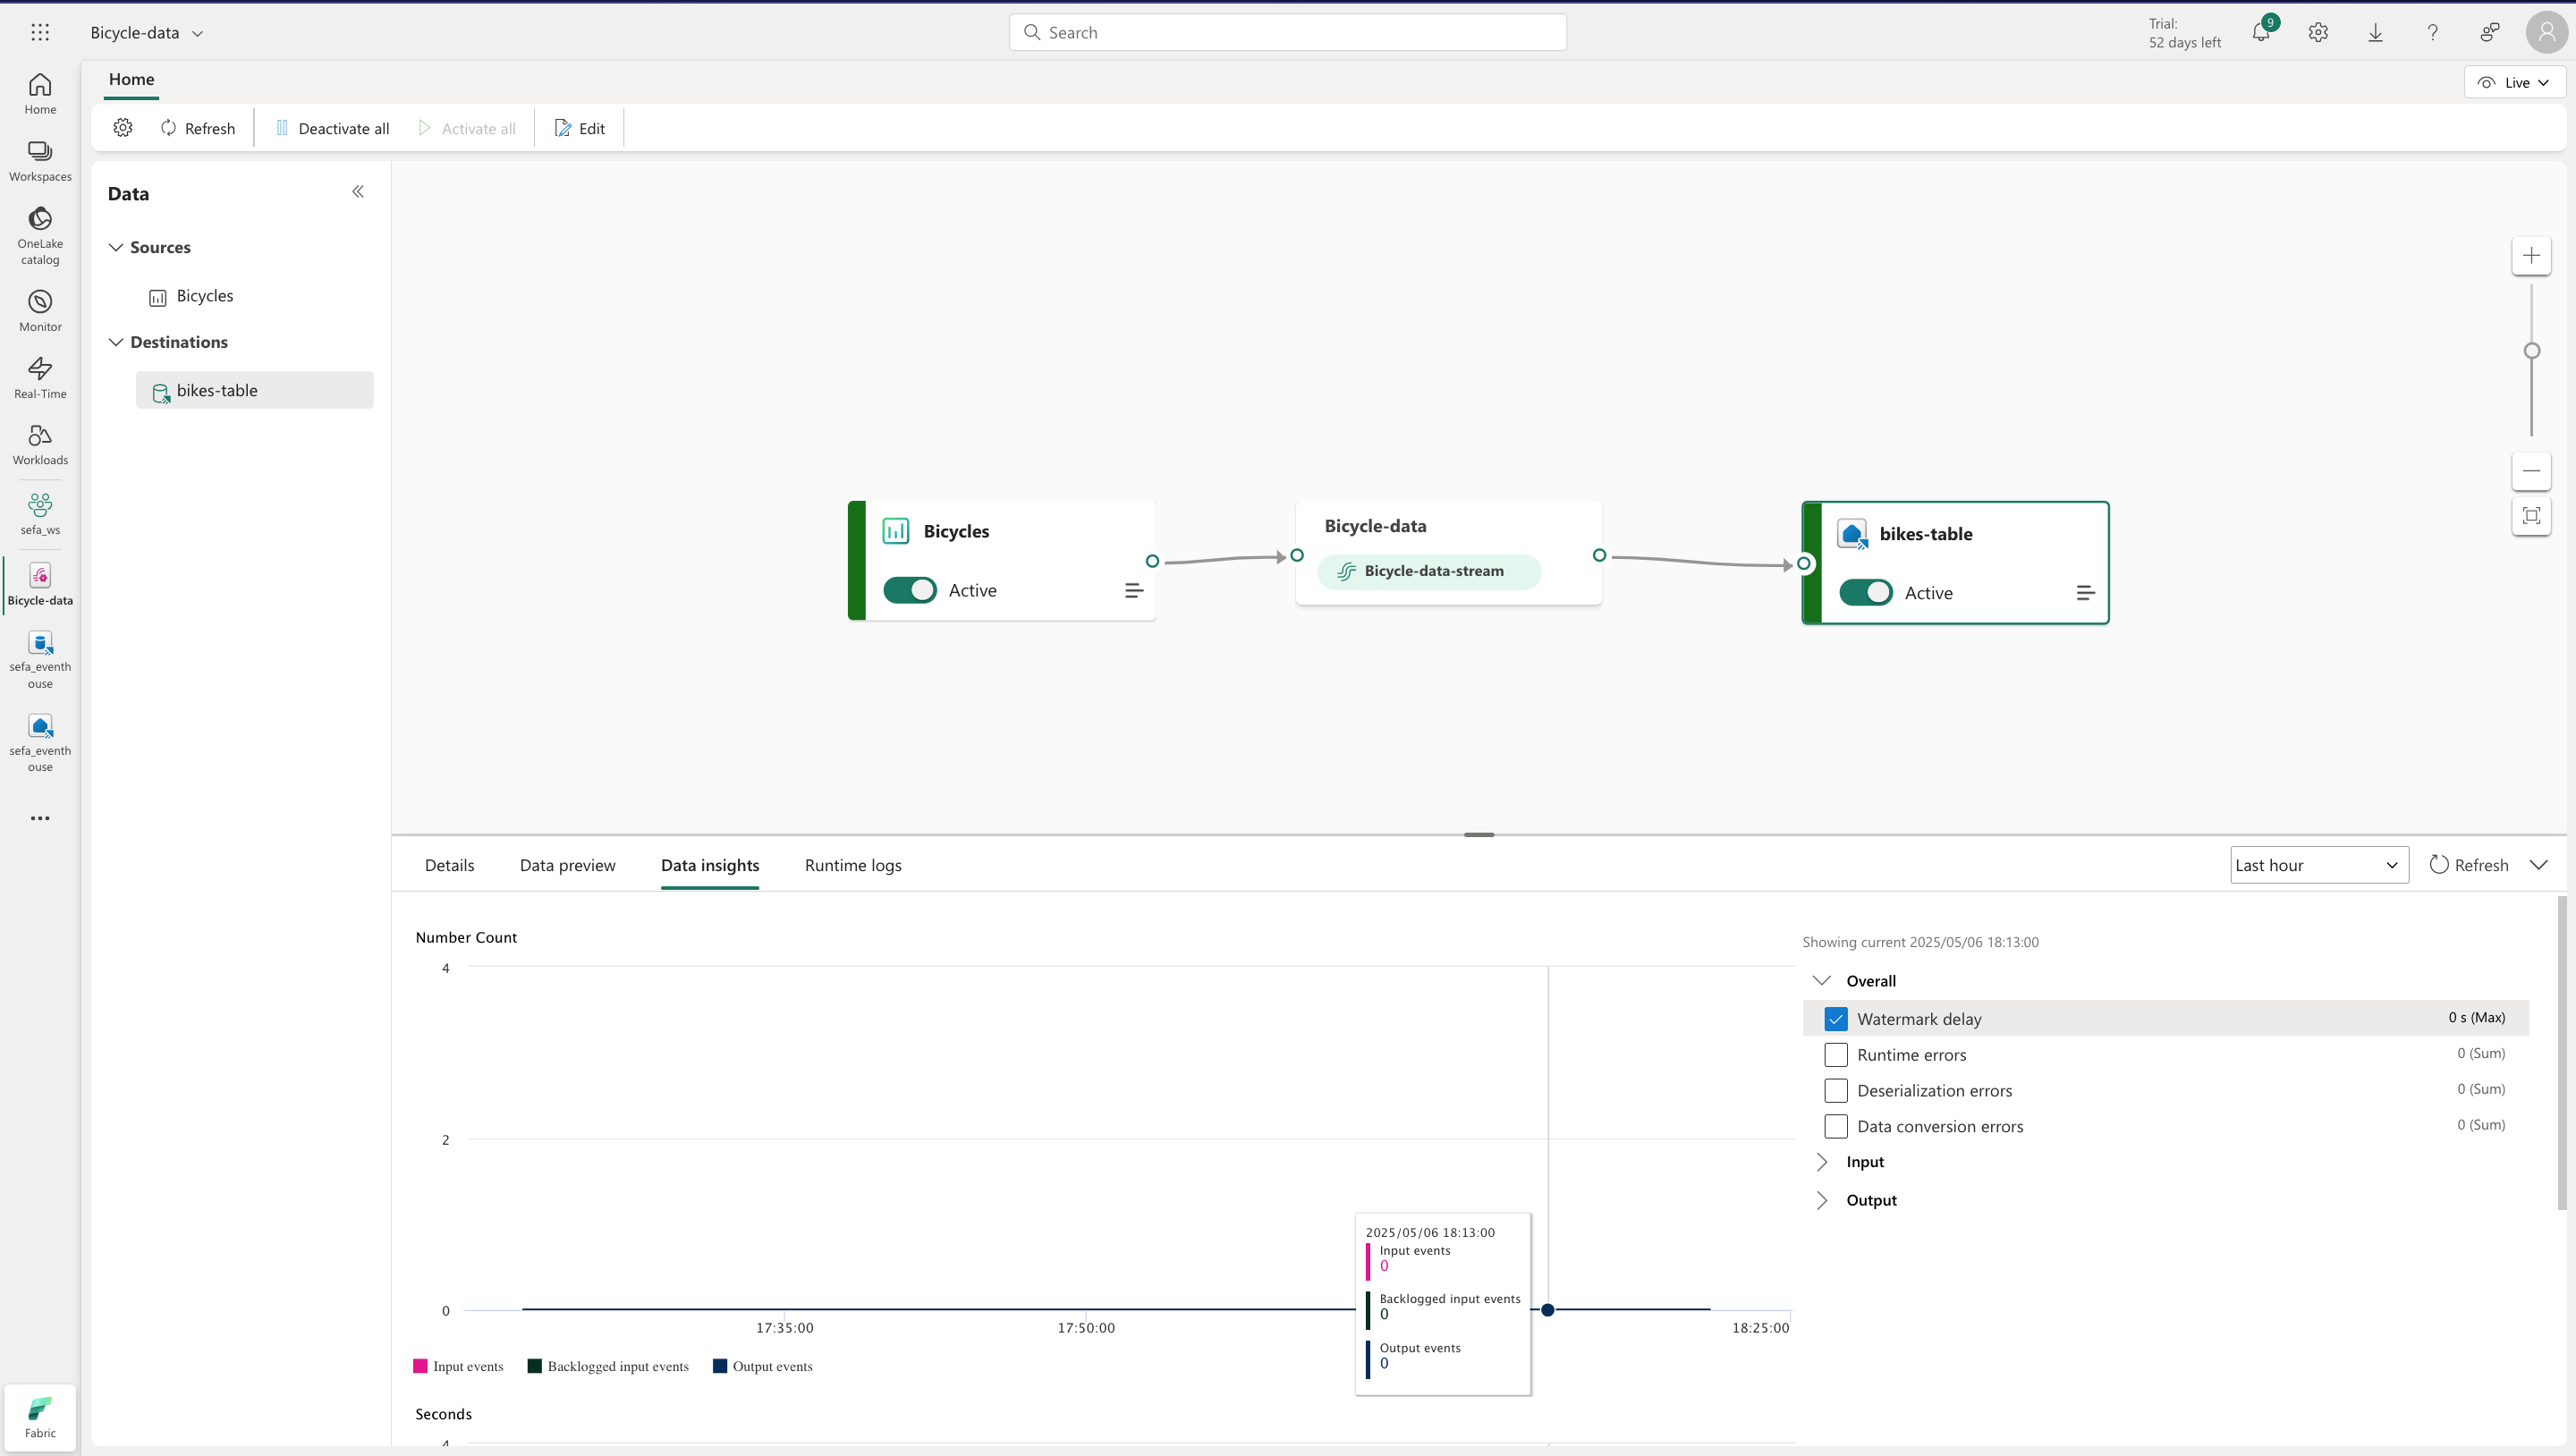 Bicycle-data
Search
Trial:
52 days left
9
Home
Live
Refresh
Deactivate all
Activate all
Edit
Home
Workspaces
OneLake
catalog
Monitor
Real-Time
Workloads
sefa_ws
Bicycle-data
sefa_eventh
ouse
sefa_eventh
ouse
Fabric
Data
Sources
Bicycles
Destinations
bikes-table
Bicycles
Active
Bicycle-data
Bicycle-data-stream
bikes-table
Active
Details
Data preview
Data insights
Runtime logs
Last hour
Refresh
Number Count
4
2
0
17:35:00
17:50:00
18:25:00
2025/05/06 18:13:00
Input events
0
Backlogged input events
0
Output events
0
Input events
Backlogged input events
Output events
Seconds
4
Showing current 2025/05/06 18:13:00
Overall
Watermark delay 0 s (Max)
Runtime errors 0 (Sum)
Deserialization errors 0 (Sum)
Data conversion errors 0 (Sum)
Input
Output